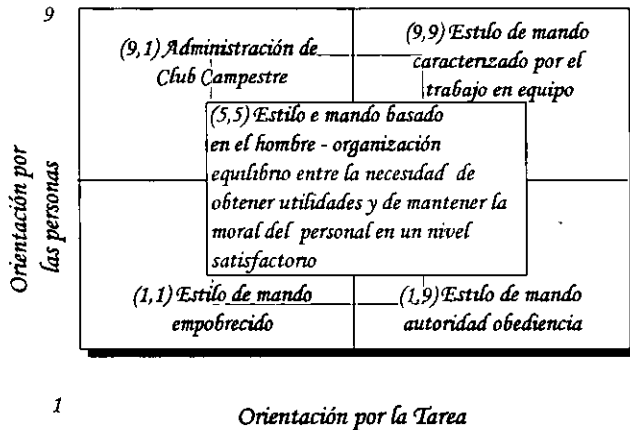 9
(9,1) Administración de
Club Campestre
(9,9) Estilo de mando
caracterizado por el
trabajo en equipo
(5,5) Estilo e mando basado
en el hombre - organización
equilibrio entre la necesidad de
obtener utilidades y de mantener la
moral del personal en un nivel
satisfactorio
Orientación por
las personas
(1,1) Estilo de mando
empobrecido
(1,9) Estilo de mando
autoridad obediencia
1
Orientación por la Tarea